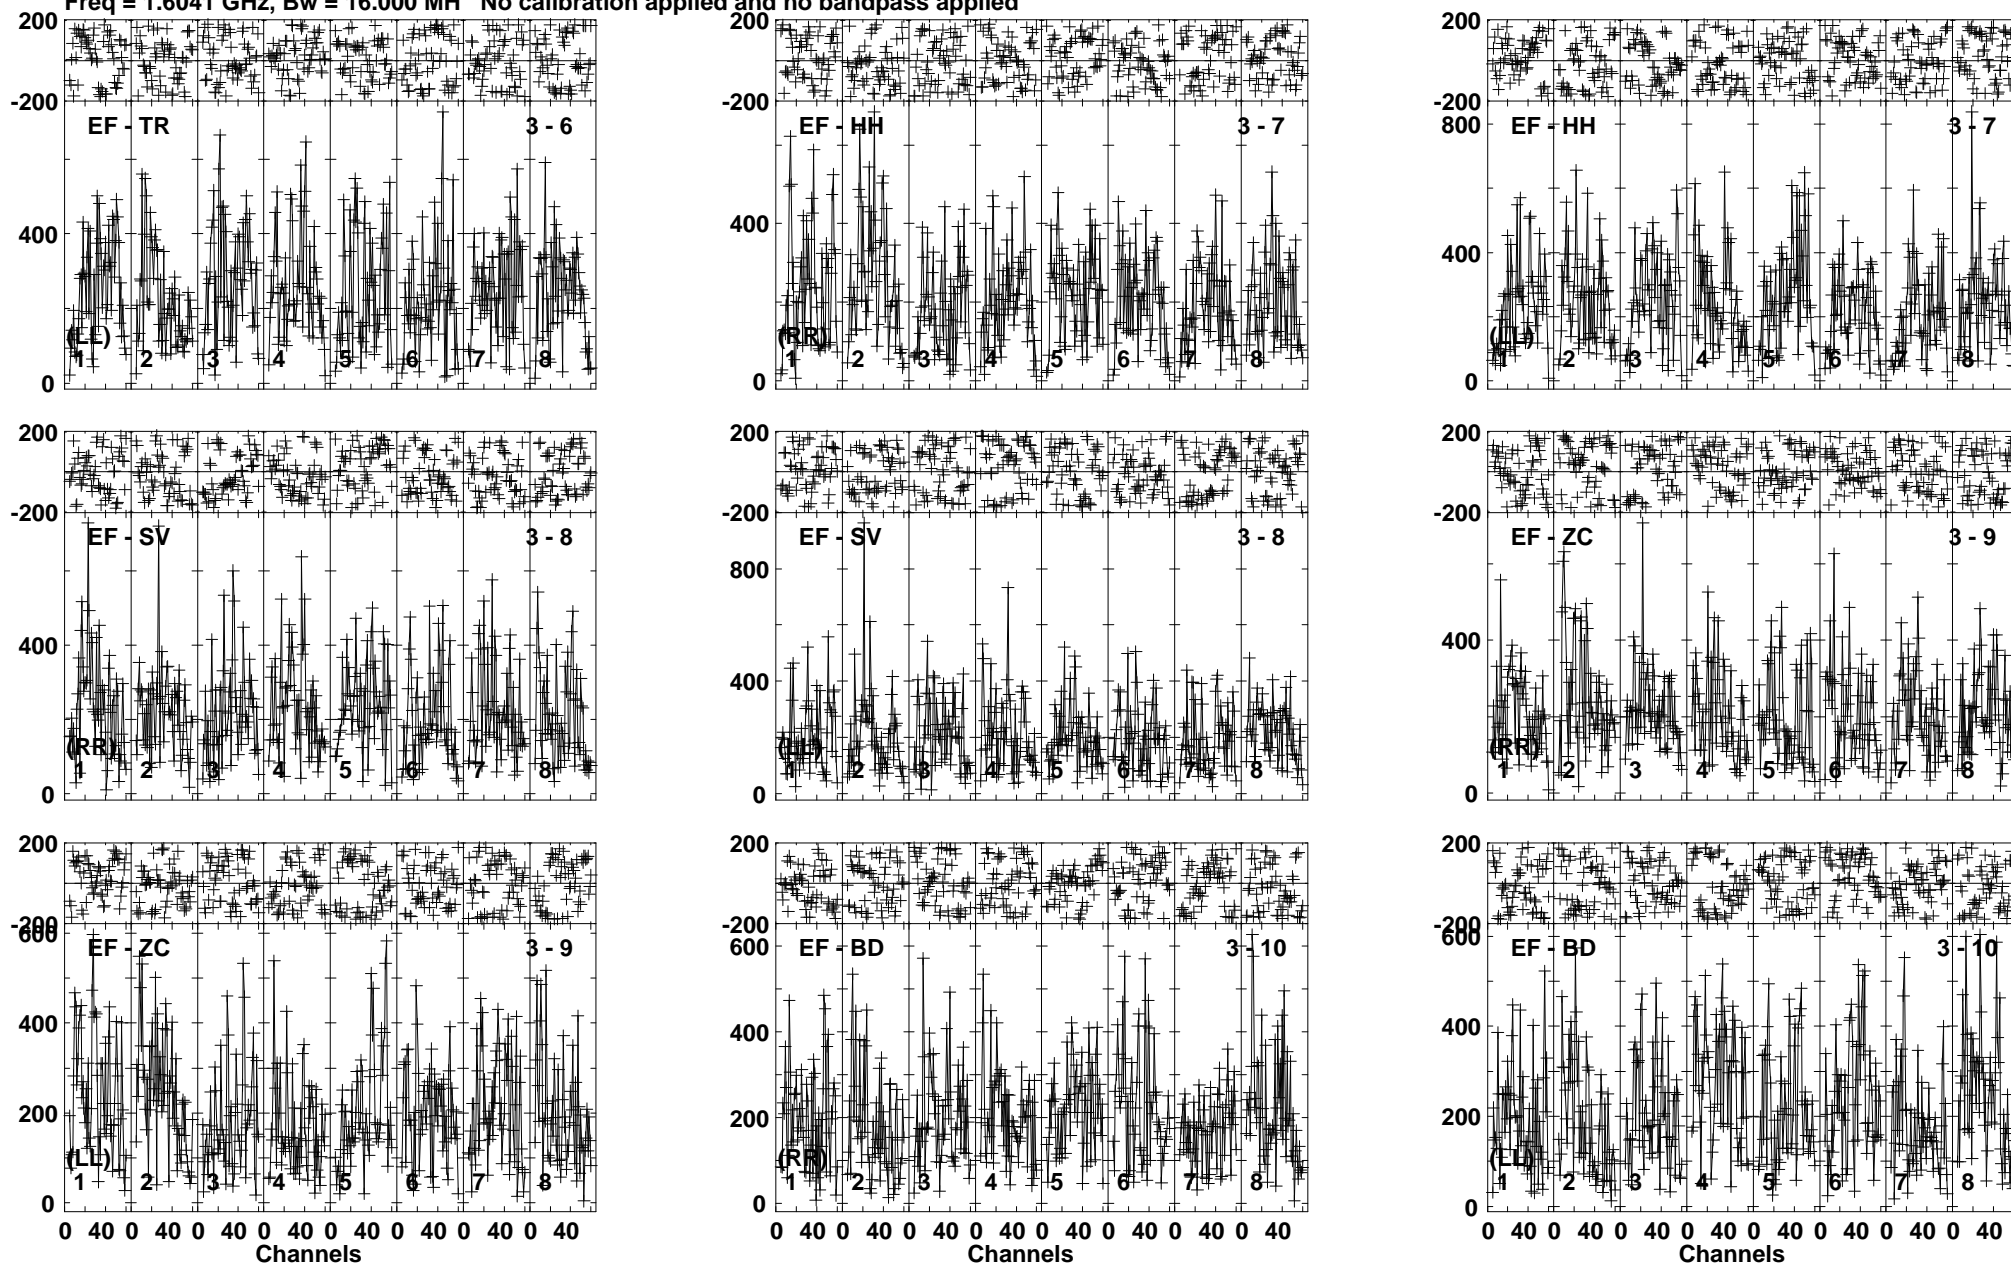 Freq = 1.6041 GHz, Bw = 16.000 MH No calibration applied and no bandpass applied
200 200 200
-200 -200 -200
EF - TR 3 - 6 EF - HH 3 - 7 800 EF - HH 3 - 7
400 400 400
(LL) (RR) (LL)
1 2 3 4 5 6 7 8 1 2 3 4 5 6 7 8 1 2 3 4 5 6 7 8
0 0 0
200 200 200
-200 -200 -200
EF - SV 3 - 8 EF - SV 3 - 8 EF - ZC 3 - 9
800
400 400 400
(RR) (LL) (RR)
1 2 3 4 5 6 7 8 1 2 3 4 5 6 7 8 1 2 3 4 5 6 7 8
0 0 0
200 200 200
-200 -200 -200
600 EF - ZC 3 - 9 600 EF - BD 3 - 10 600 EF - BD 3 - 10
400 400 400
200 200 200
(LL) (RR) (LL)
1 2 3 4 5 6 7 8 1 2 3 4 5 6 7 8 1 2 3 4 5 6 7 8
0 0 0
0 40 0 40 0 40 0 40 0 40 0 40 0 40 0 40 0 40 0 40 0 40 0 40 0 40 0 40 0 40 0 40 0 40 0 40 0 40 0 40 0 40 0 40 0 40 0 40
Channels Channels Channels